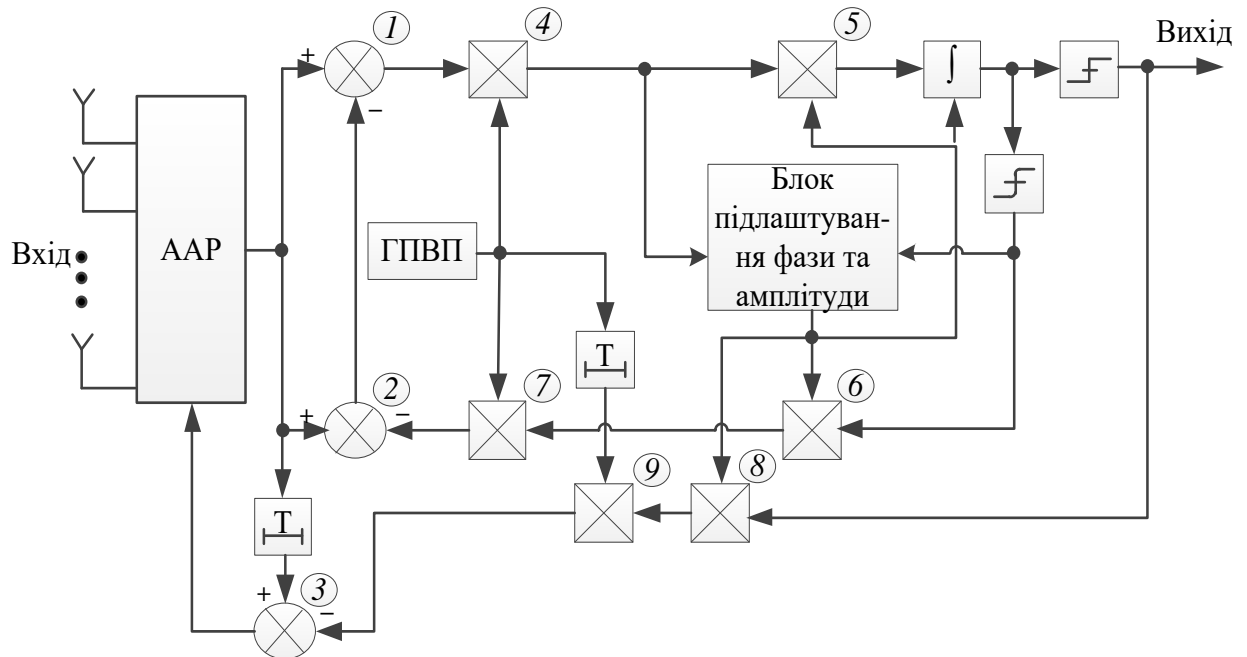 1
4
5
Вихід
+
−
∫
Блок
підлаштуван-
ня фази та
амплітуди
Вхід
ААР
ГПВП
T
+
2
−
7
6
9
8
T
+
3
−